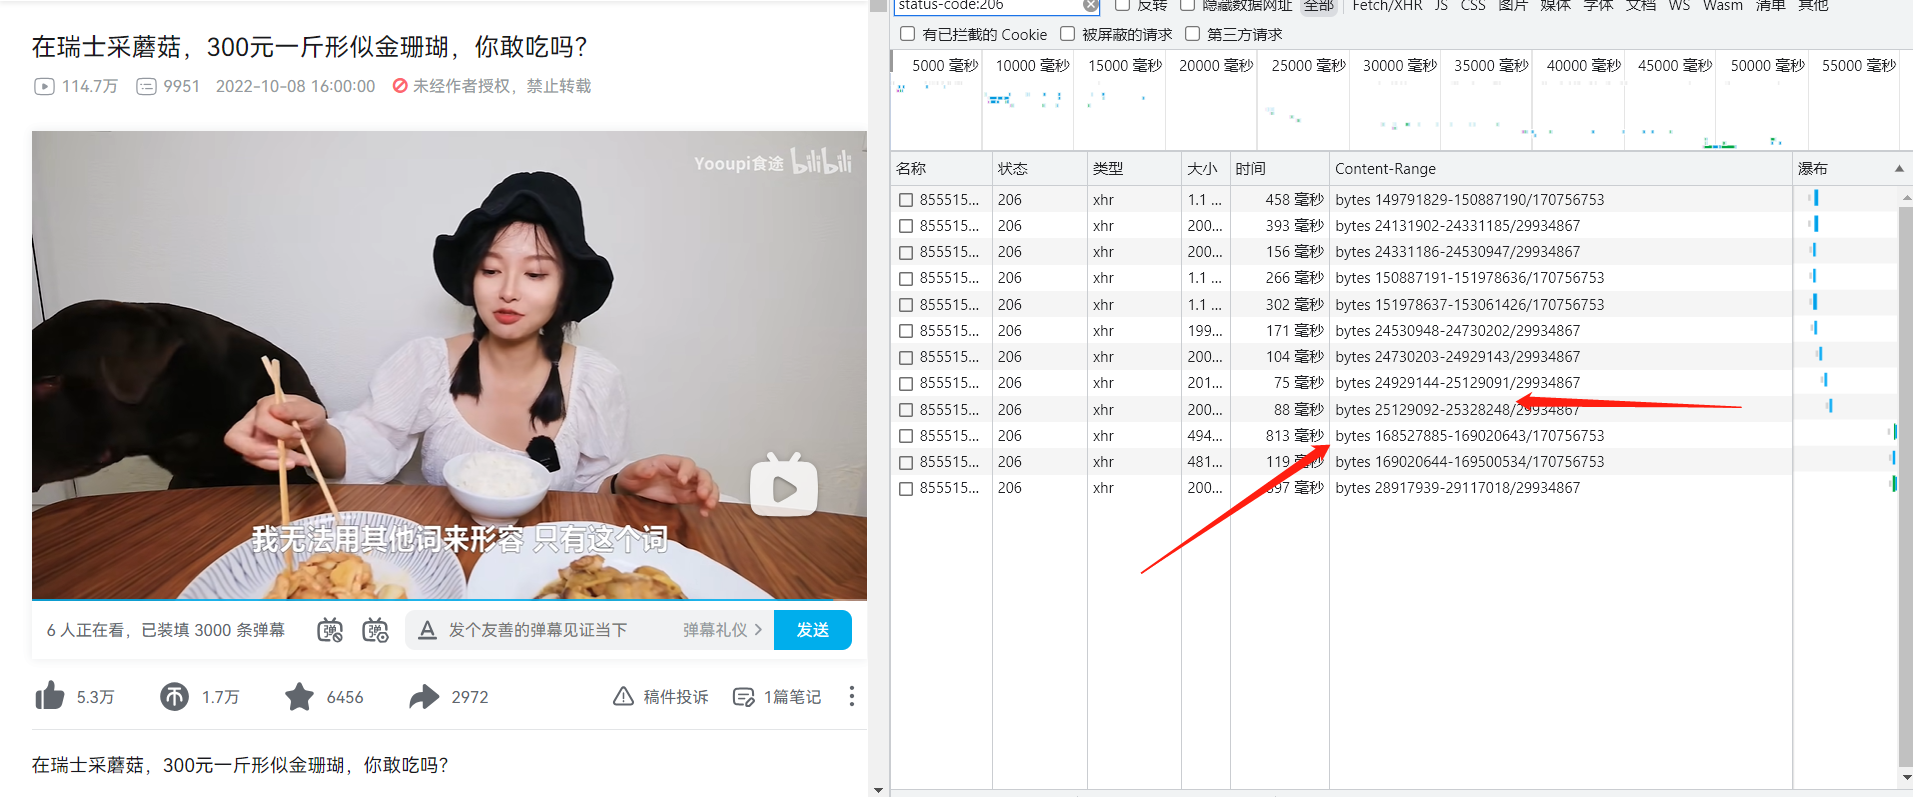 在瑞士采蘑菇，300元一斤形似金珊瑚，你敢吃吗？
114.7万 9951 2022-10-08 16:00:00 未经作者授权，禁止转载
Yooupi食途 bilibili
我无法用其他词来形容 只有这个词
6 人正在看，已装填 3000 条弹幕 弹 弹 A 发个友善的弹幕见证当下 弹幕礼仪 > 发送
5.3万 1.7万 6456 2972 稿件投诉 1篇笔记
在瑞士采蘑菇，300元一斤形似金珊瑚，你敢吃吗？
status-code:206 反转 隐藏数据网址 全部 Fetch/XHR JS CSS 图片 媒体 字体 文档 WS Wasm 清单 其他
有已拦截的 Cookie 被屏蔽的请求 第三方请求
5000 毫秒 10000 毫秒 15000 毫秒 20000 毫秒 25000 毫秒 30000 毫秒 35000 毫秒 40000 毫秒 45000 毫秒 50000 毫秒 55000 毫秒
名称 状态 类型 大小 时间 Content-Range 瀑布
855515... 206 xhr 1.1 ... 458 毫秒 bytes 149791829-150887190/170756753
855515... 206 xhr 200... 393 毫秒 bytes 24131902-24331185/29934867
855515... 206 xhr 200... 156 毫秒 bytes 24331186-24530947/29934867
855515... 206 xhr 1.1 ... 266 毫秒 bytes 150887191-151978636/170756753
855515... 206 xhr 1.1 ... 302 毫秒 bytes 151978637-153061426/170756753
855515... 206 xhr 199... 171 毫秒 bytes 24530948-24730202/29934867
855515... 206 xhr 200... 104 毫秒 bytes 24730203-24929143/29934867
855515... 206 xhr 201... 75 毫秒 bytes 24929144-25129091/29934867
855515... 206 xhr 200... 88 毫秒 bytes 25129092-25328248/29934867
855515... 206 xhr 494... 813 毫秒 bytes 168527885-169020643/170756753
855515... 206 xhr 481... 119 毫秒 bytes 169020644-169500534/170756753
855515... 206 xhr 200... 毫秒 bytes 28917939-29117018/29934867